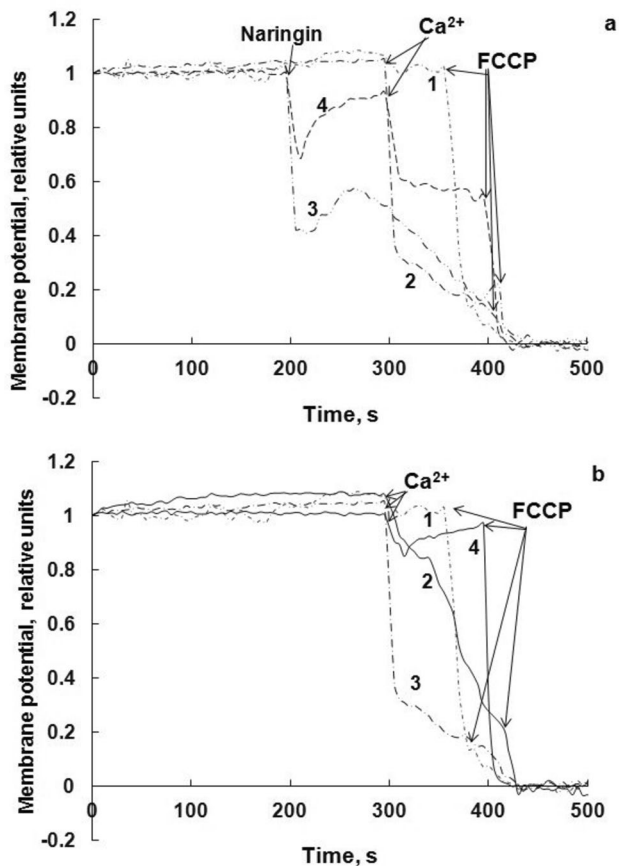 a
Membrane potential, relative units
1.2
1
0.8
0.6
0.4
0.2
0
-0.2
Naringin
Ca²⁺
FCCP
1
4
3
2
0 100 200 300 400 500
Time, s
b
Membrane potential, relative units
1.2
1
0.8
0.6
0.4
0.2
0
-0.2
Ca²⁺
FCCP
1
4
2
3
0 100 200 300 400 500
Time, s